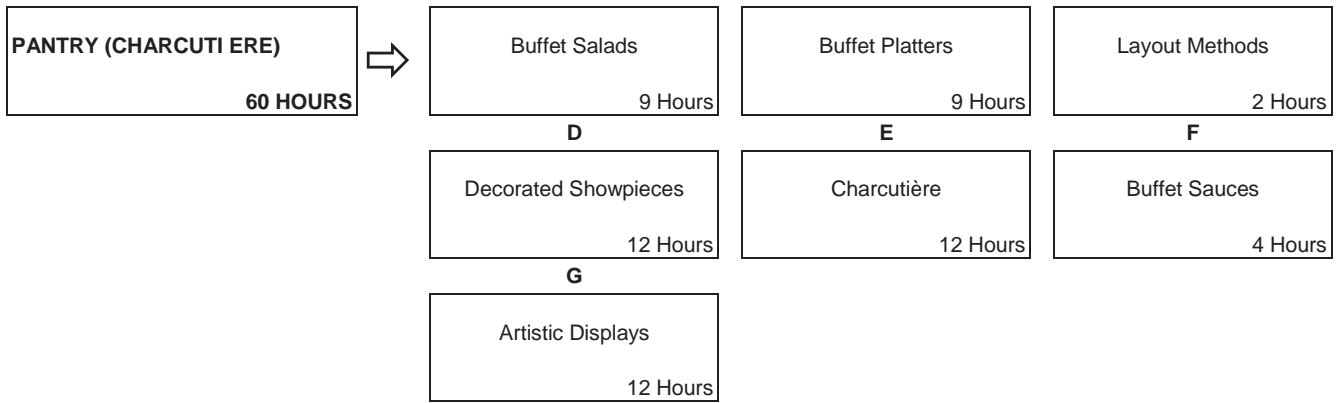 PANTRY (CHARCUTI ERE)
60 HOURS
Buffet Salads
9 Hours
Buffet Platters
9 Hours
Layout Methods
2 Hours
D
E
F
Decorated Showpieces
12 Hours
Charcutière
12 Hours
Buffet Sauces
4 Hours
G
Artistic Displays
12 Hours